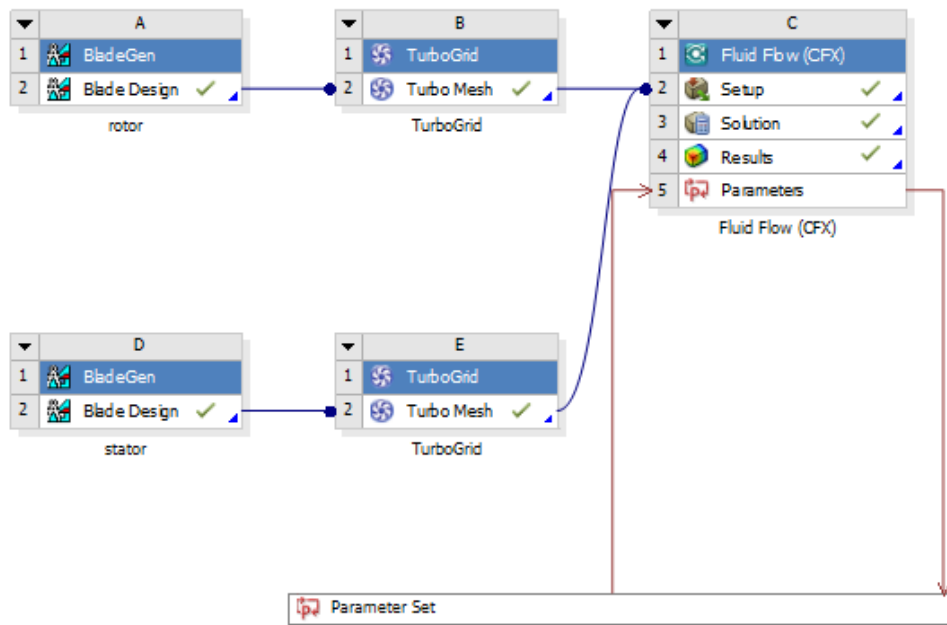 A
1 BladeGen
2 Blade Design
rotor
B
1 TurboGrid
2 Turbo Mesh
TurboGrid
C
1 Fluid Flow (CFX)
2 Setup
3 Solution
4 Results
5 Parameters
Fluid Flow (CFX)
D
1 BladeGen
2 Blade Design
stator
E
1 TurboGrid
2 Turbo Mesh
TurboGrid
Parameter Set